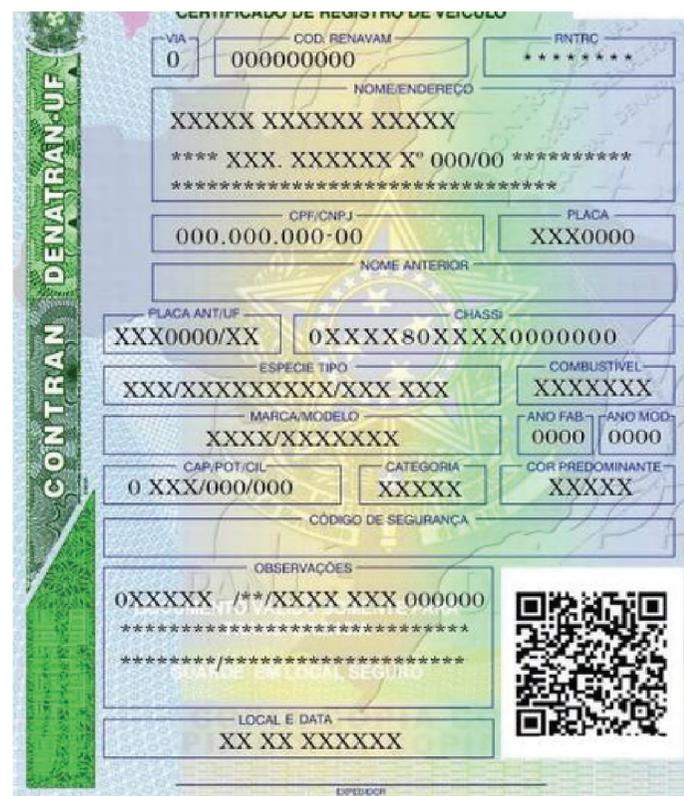 CERTIFICADO DE REGISTRO DE VEÍCULO
CONTRAN DENATRAN-UF
VIA COD. RENAVAM RNTRC
0 000000000 ********
NOME/ENDEREÇO
XXXXX XXXXXX XXXXX
**** XXX. XXXXXX Xº 000/00 **********
********************************
CPF/CNPJ PLACA
000.000.000-00 XXX0000
NOME ANTERIOR
PLACA ANT/UF CHASSI
XXX0000/XX 0XXXX80XXXX0000000
ESPECIE TIPO COMBUSTÍVEL
XXX/XXXXXXXXX/XXX XXX XXXXXXX
MARCA/MODELO ANO FAB ANO MOD
XXXX/XXXXXXX 0000 0000
CAP/POT/CIL CATEGORIA COR PREDOMINANTE
0 XXX/000/000 XXXXX XXXXX
CÓDIGO DE SEGURANÇA
OBSERVAÇÕES
0XXXXX -/**/XXXX XXX 000000
*****************************
********/********************
GUARDE EM LOCAL SEGURO
LOCAL E DATA
XX XX XXXXXX
EXPEDIDOR